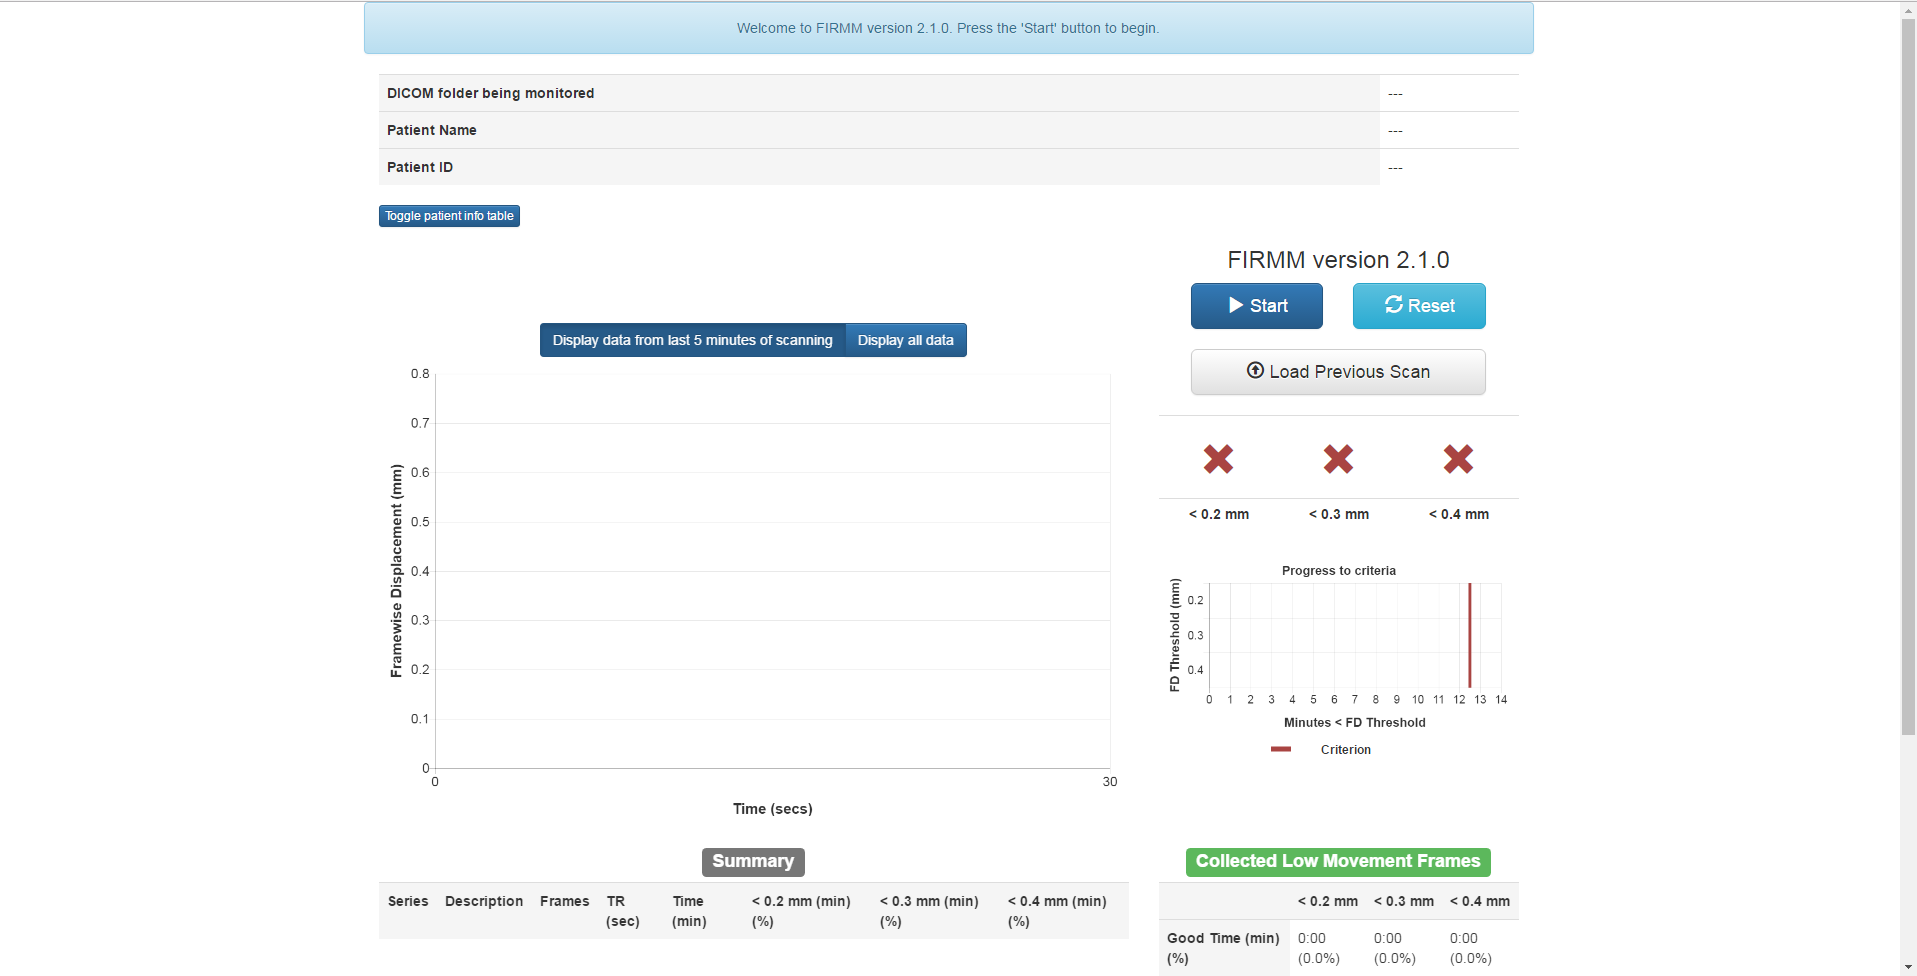 Welcome to FIRMM version 2.1.0. Press the 'Start' button to begin.
DICOM folder being monitored ---
Patient Name ---
Patient ID ---
Toggle patient info table
FIRMM version 2.1.0
Start Reset
Load Previous Scan
Display data from last 5 minutes of scanning Display all data
0.8
0.7
0.6
0.5
0.4
0.3
0.2
0.1
0
Framewise Displacement (mm)
0 30
Time (secs)
< 0.2 mm < 0.3 mm < 0.4 mm
Progress to criteria
FD Threshold (mm)
0.2
0.3
0.4
0 1 2 3 4 5 6 7 8 9 10 11 12 13 14
Minutes < FD Threshold
Criterion
Summary
Series Description Frames TR (sec) Time (min) < 0.2 mm (min) (%) < 0.3 mm (min) (%) < 0.4 mm (min) (%)
Collected Low Movement Frames
< 0.2 mm < 0.3 mm < 0.4 mm
Good Time (min) 0:00 0:00 0:00
(%) (0.0%) (0.0%) (0.0%)